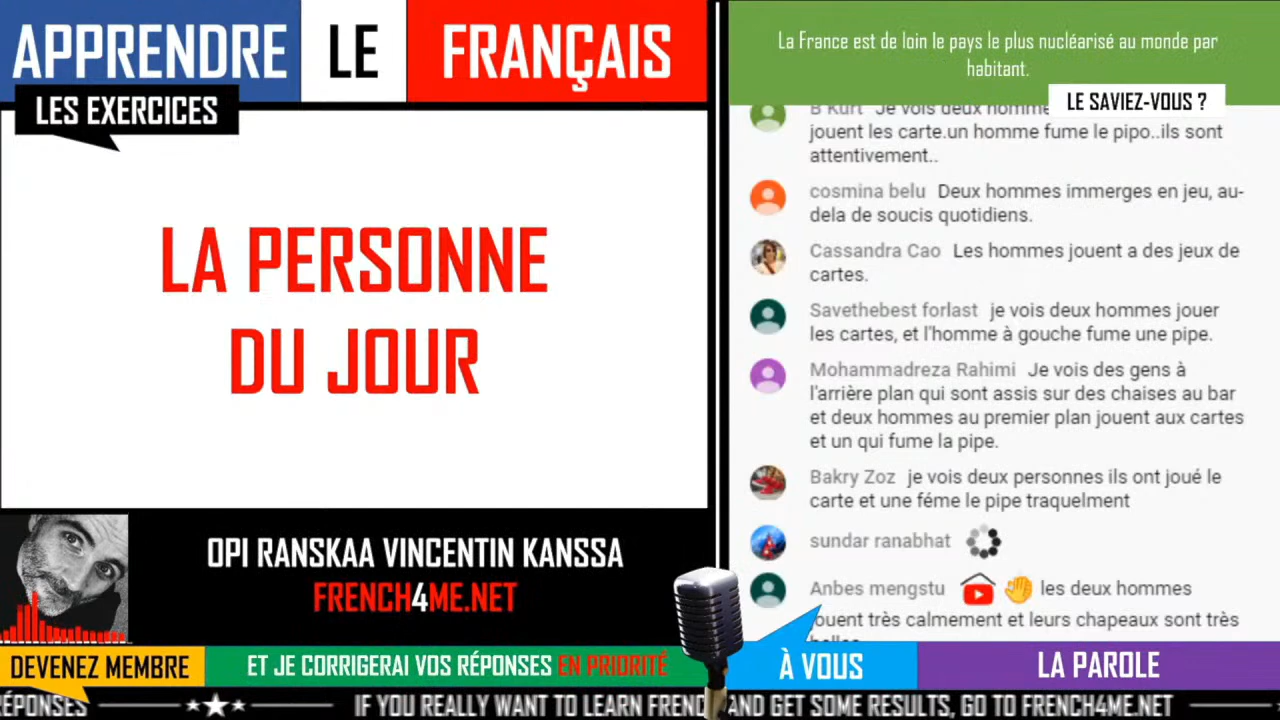 APPRENDRE LE FRANÇAIS
LES EXERCICES
LA PERSONNE
DU JOUR
OPI RANSKAA VINCENTIN KANSSA
FRENCH4ME.NET
DEVENEZ MEMBRE
ET JE CORRIGERAI VOS RÉPONSES EN PRIORITÉ
La France est de loin le pays le plus nucléarisé au monde par
habitant.
LE SAVIEZ-VOUS ?
B Kurt Je vois deux homme
jouent les carte.un homme fume le pipo..ils sont
attentivement..
cosmina belu Deux hommes immerges en jeu, au-
dela de soucis quotidiens.
Cassandra Cao Les hommes jouent a des jeux de
cartes.
Savethebest forlast je vois deux hommes jouer
les cartes, et l'homme à gouche fume une pipe.
Mohammadreza Rahimi Je vois des gens à
l'arrière plan qui sont assis sur des chaises au bar
et deux hommes au premier plan jouent aux cartes
et un qui fume la pipe.
Bakry Zoz je vois deux personnes ils ont joué le
carte et une féme le pipe traquelment
sundar ranabhat
Anbes mengstu les deux hommes
jouent très calmement et leurs chapeaux sont très
belles
À VOUS LA PAROLE
RÉPONSES IF YOU REALLY WANT TO LEARN FRENC AND GET SOME RESULTS, GO TO FRENCH4ME.NET